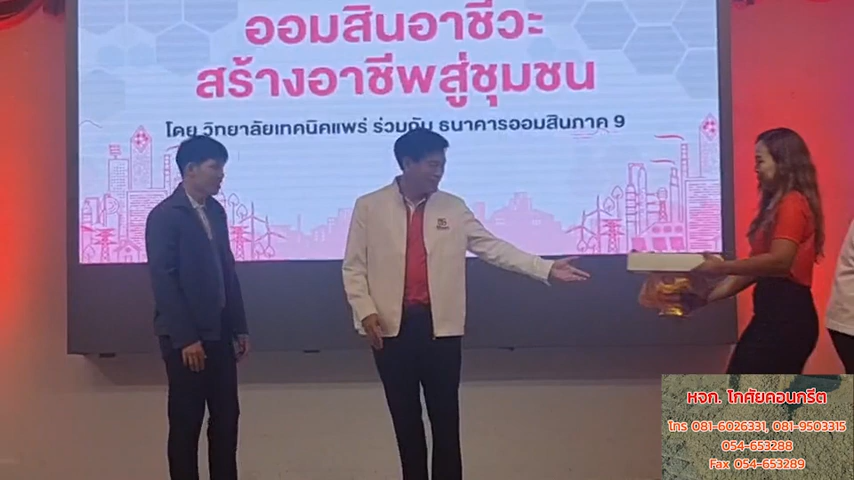 ออมสินอาชีวะ
สร้างอาชีพสู่ชุมชน
โดย วิทยาลัยเทคนิคแพร่ ร่วมกับ ธนาคารออมสินภาค 9
หจก. โกศัยคอนกรีต
โทร 081-6026331, 081-9503315
054-653288
Fax 054-653289